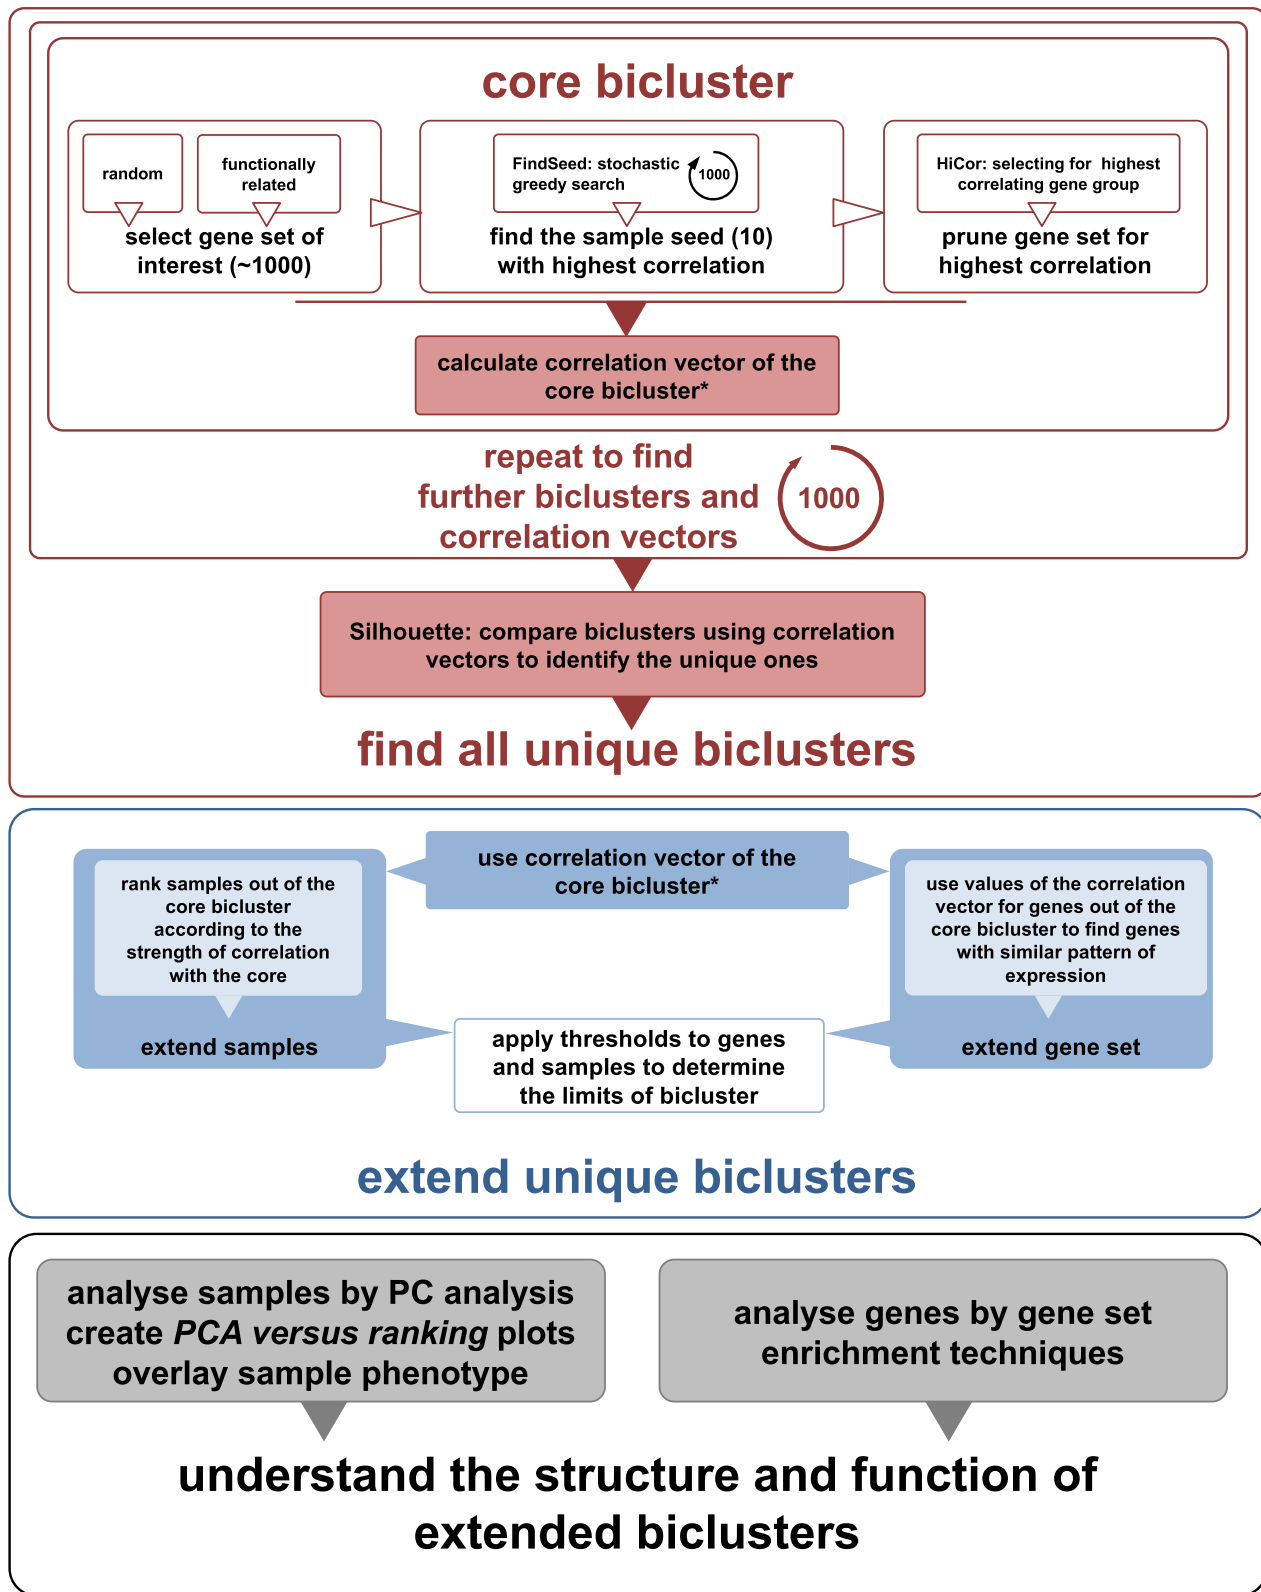 core bicluster
random
functionally
related
select gene set of
interest (~1000)
FindSeed: stochastic
greedy search
1000
find the sample seed (10)
with highest correlation
HiCor: selecting for highest
correlating gene group
prune gene set for
highest correlation
calculate correlation vector of the
core bicluster*
repeat to find
further biclusters and
correlation vectors
1000
Silhouette: compare biclusters using correlation
vectors to identify the unique ones
find all unique biclusters
use correlation vector of the
core bicluster*
rank samples out of the
core bicluster
according to the
strength of correlation
with the core
extend samples
use values of the correlation
vector for genes out of the
core bicluster to find genes
with similar pattern of
expression
extend gene set
apply thresholds to genes
and samples to determine
the limits of bicluster
extend unique biclusters
analyse samples by PC analysis
create PCA versus ranking plots
overlay sample phenotype
analyse genes by gene set
enrichment techniques
understand the structure and function of
extended biclusters